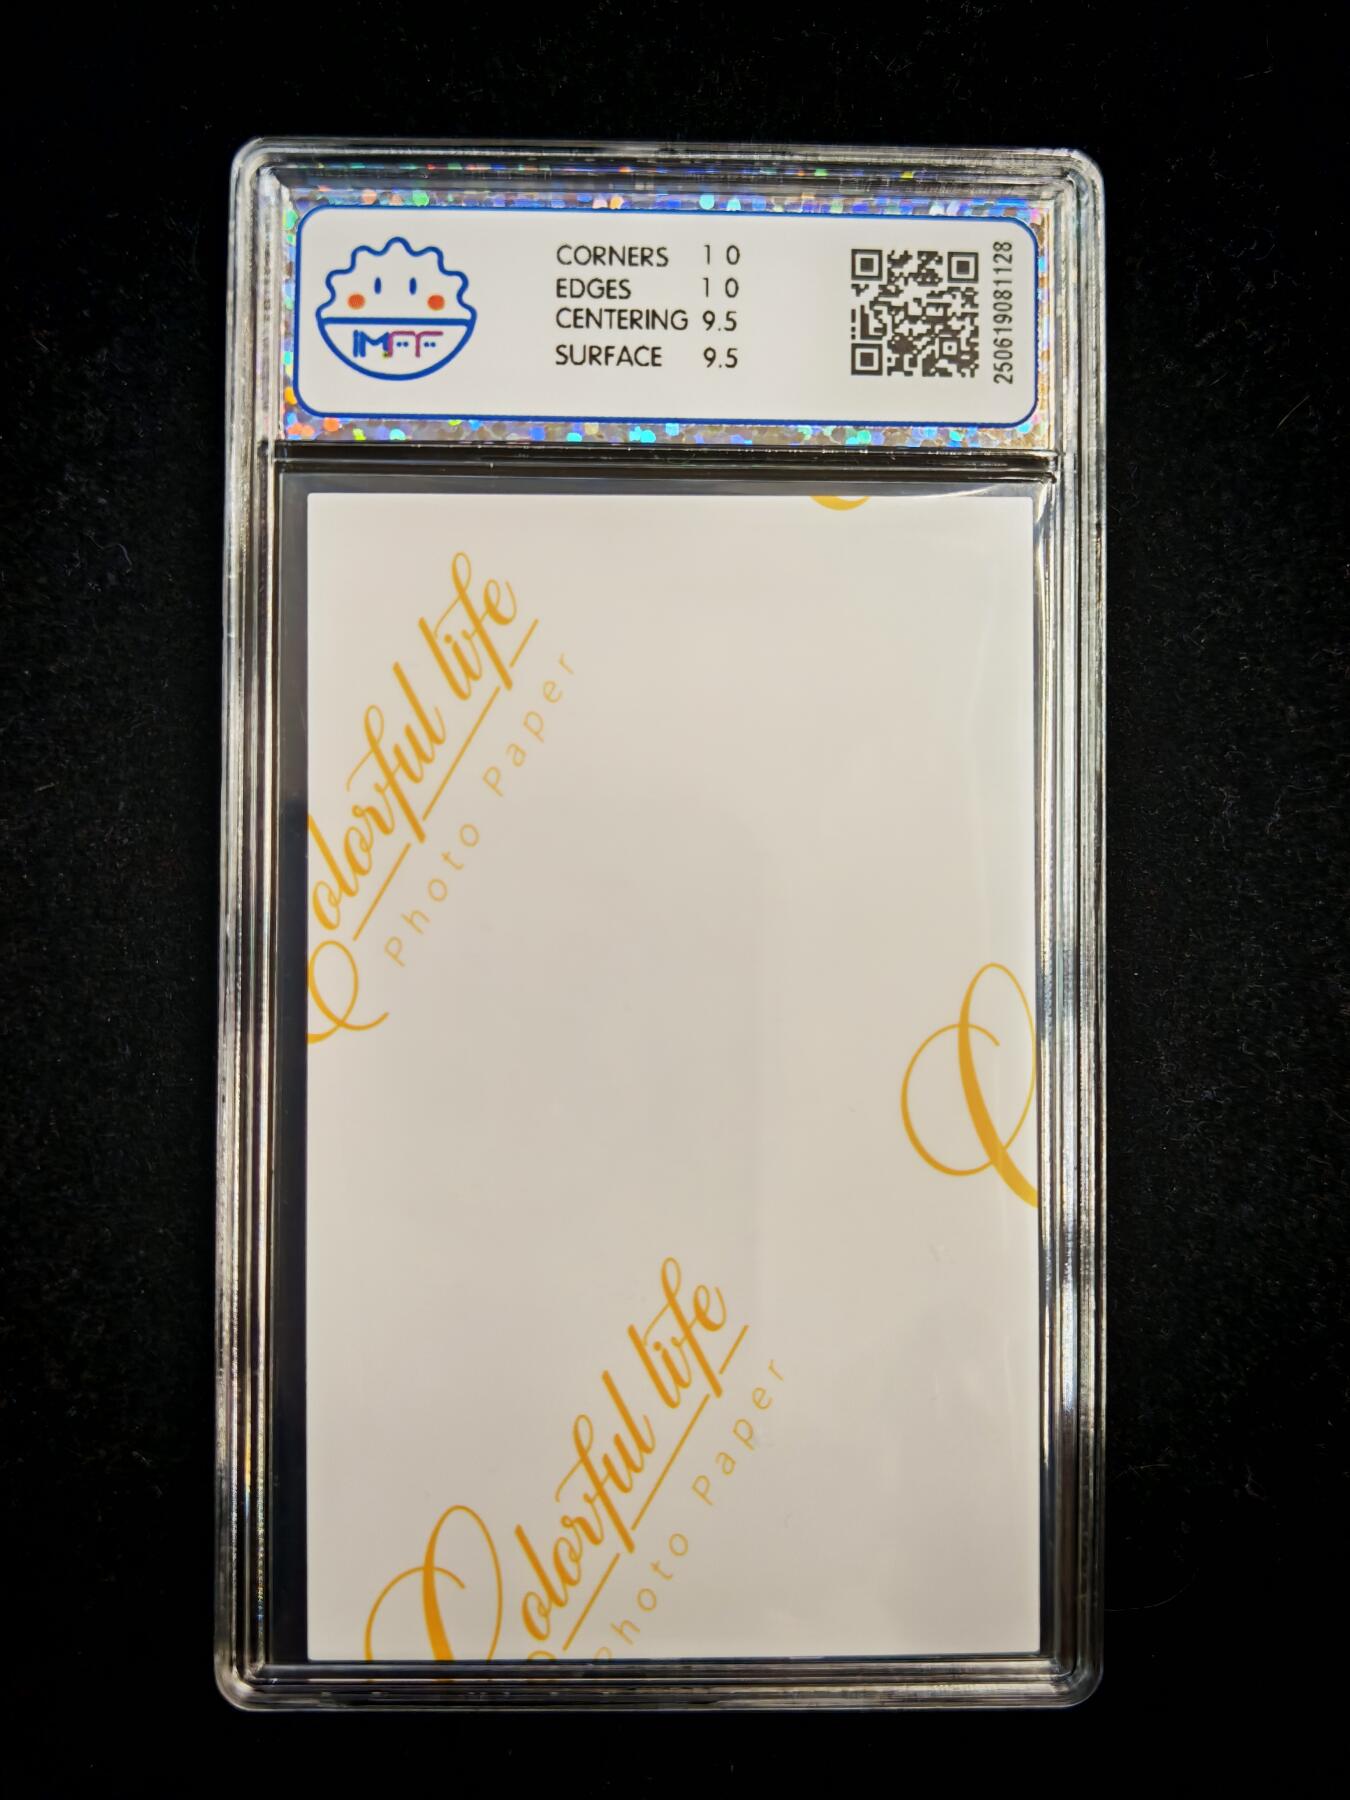 IMFF
CORNERS 10
EDGES 10
CENTERING 9.5
SURFACE 9.5
250619081128
Colorful life
Photo Paper
Colorful life
Photo Paper